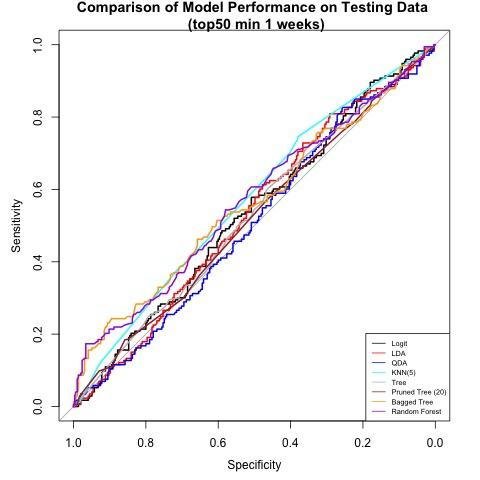 Comparison of Model Performance on Testing Data
(top50 min 1 weeks)
Sensitivity
1.0
0.8
0.6
0.4
0.2
0.0
Logit
LDA
QDA
KNN(5)
Tree
Pruned Tree (20)
Bagged Tree
Random Forest
1.0 0.8 0.6 0.4 0.2 0.0
Specificity